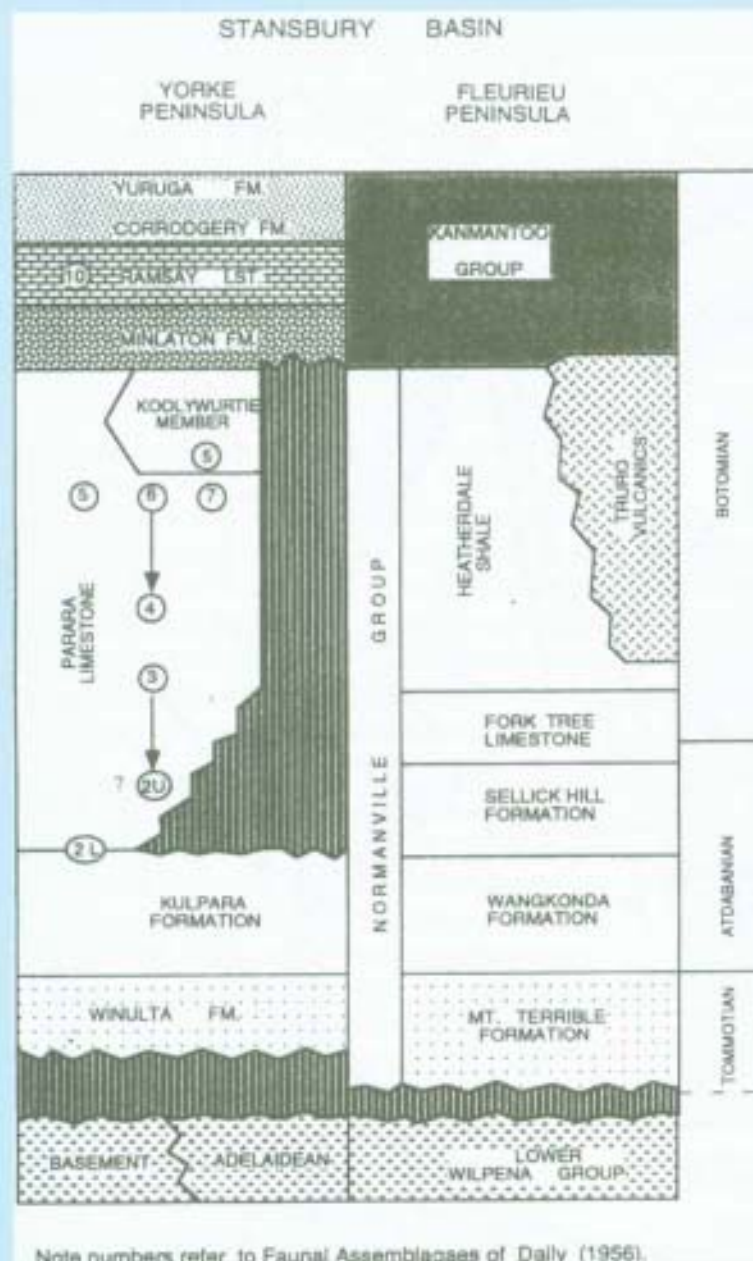 STANSBURY BASIN
YORKE
PENINSULA
FLEURIEU
PENINSULA
YURUGA FM.
CORRODGERY FM.
10 RAMSAY LST
MINLATON FM.
KOOLYWURTIE
MEMBER
5
5 6 7
4
3
? 2U
2 L
PARARA
LIMESTONE
KULPARA
FORMATION
WINULTA FM.
BASEMENT
ADELAIDEAN
KANMANTOO
GROUP
NORMANVILLE GROUP
HEATHERDALE
SHALE
TRURO
VULCANICS
FORK TREE
LIMESTONE
SELLICK HILL
FORMATION
WANGKONDA
FORMATION
MT. TERRIBLE
FORMATION
LOWER
WILPENA GROUP
BOTOMIAN
ATDABANIAN
TOMMOTIAN
Note numbers refer to Faunal Assemblagaes of Daily (1956).